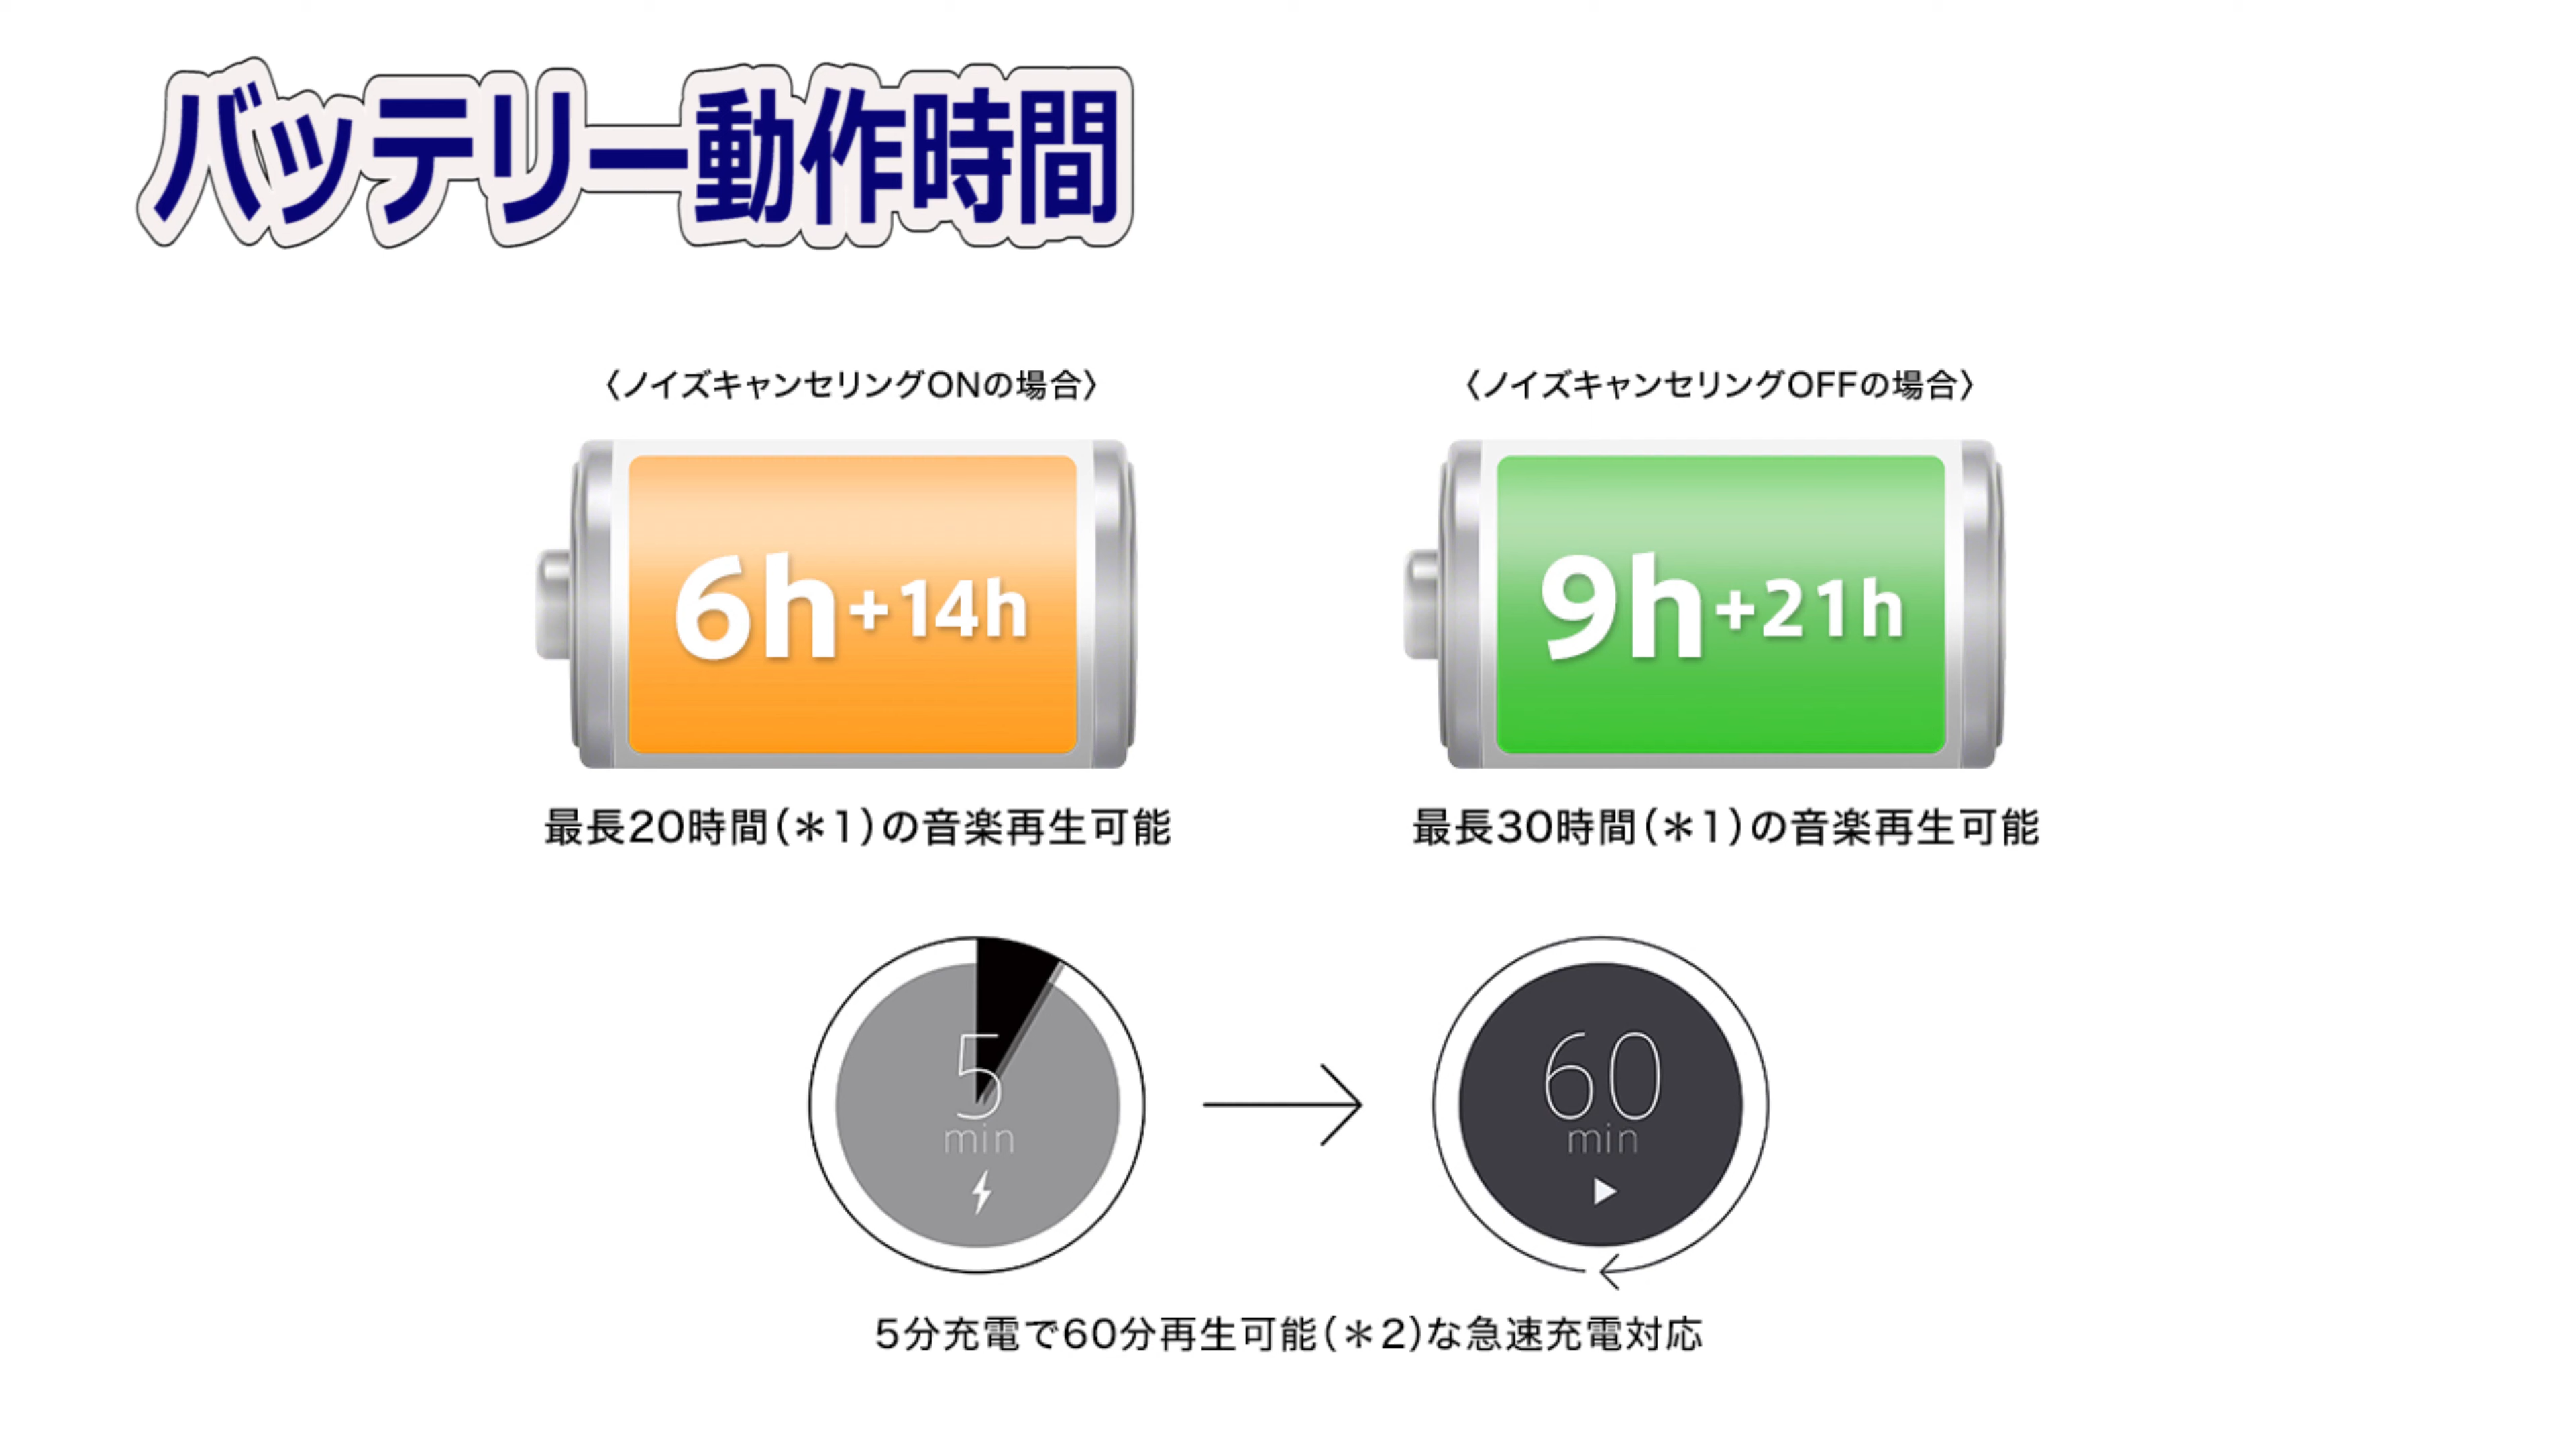 バッテリー動作時間
〈ノイズキャンセリングONの場合〉
6h+14h
最長20時間(＊1)の音楽再生可能
〈ノイズキャンセリングOFFの場合〉
9h+21h
最長30時間(＊1)の音楽再生可能
5
min
60
min
5分充電で60分再生可能(＊2)な急速充電対応